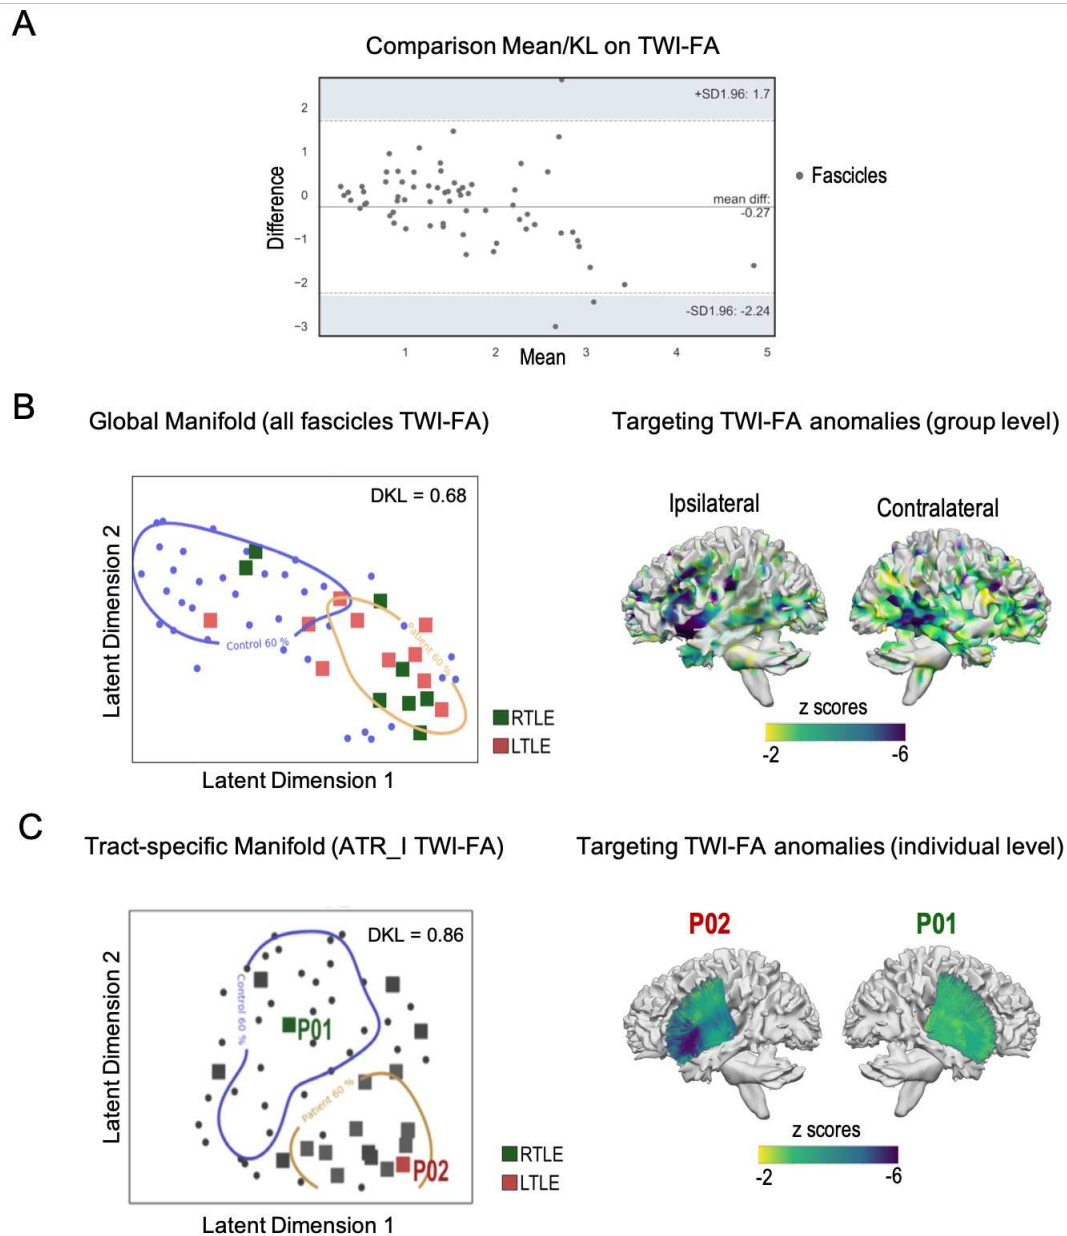 A
Comparison Mean/KL on TWI-FA
+SD1.96: 1.7
2
1
0
−1
−2
−3
Difference
mean diff:
-0.27
Fascicles
-SD1.96: -2.24
1 2 3 4 5
Mean
B
Global Manifold (all fascicles TWI-FA)
Targeting TWI-FA anomalies (group level)
DKL = 0.68
Latent Dimension 2
Control 60 %
Patient 60 %
RTLE
LTLE
Latent Dimension 1
Ipsilateral
Contralateral
z scores
-2 -6
C
Tract-specific Manifold (ATR_l TWI-FA)
Targeting TWI-FA anomalies (individual level)
DKL = 0.86
Latent Dimension 2
Control 60 %
P01
Patient 60 %
P02
RTLE
LTLE
Latent Dimension 1
P02
P01
z scores
-2 -6